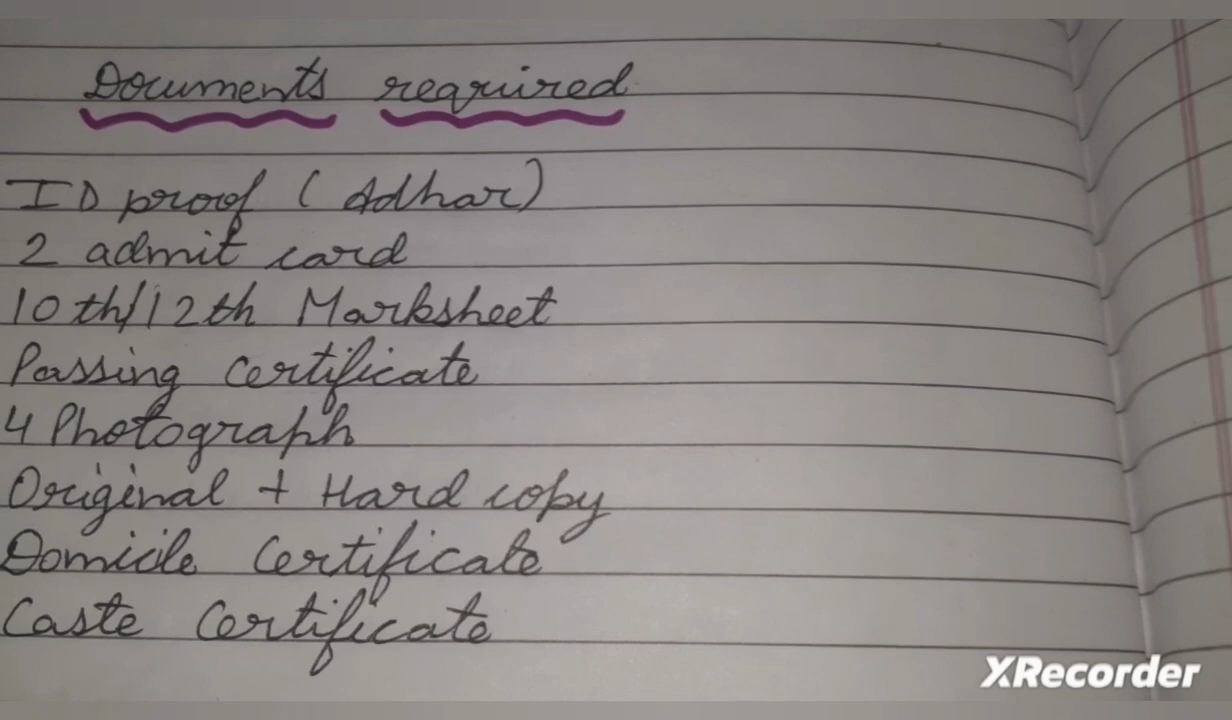 Documents required
ID proof ( Adhar)
2 admit card
10th/12th Marksheet
Passing Certificate
4 Photograph
Original + Hard copy
Domicile Certificate
Caste Certificate
XRecorder